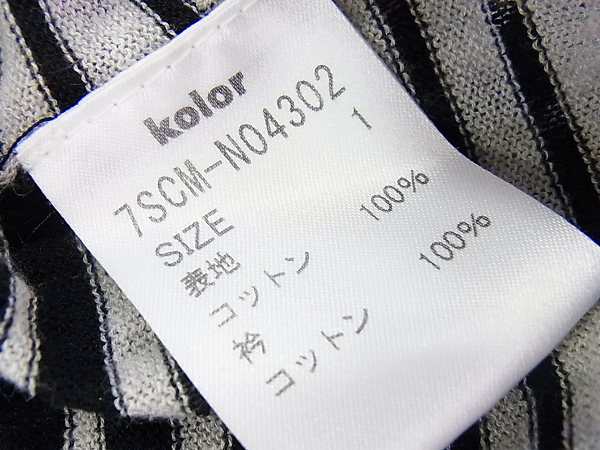 kolor
7SCM-N04302
SIZE 1
表地
コットン 100%
衿
コットン 100%